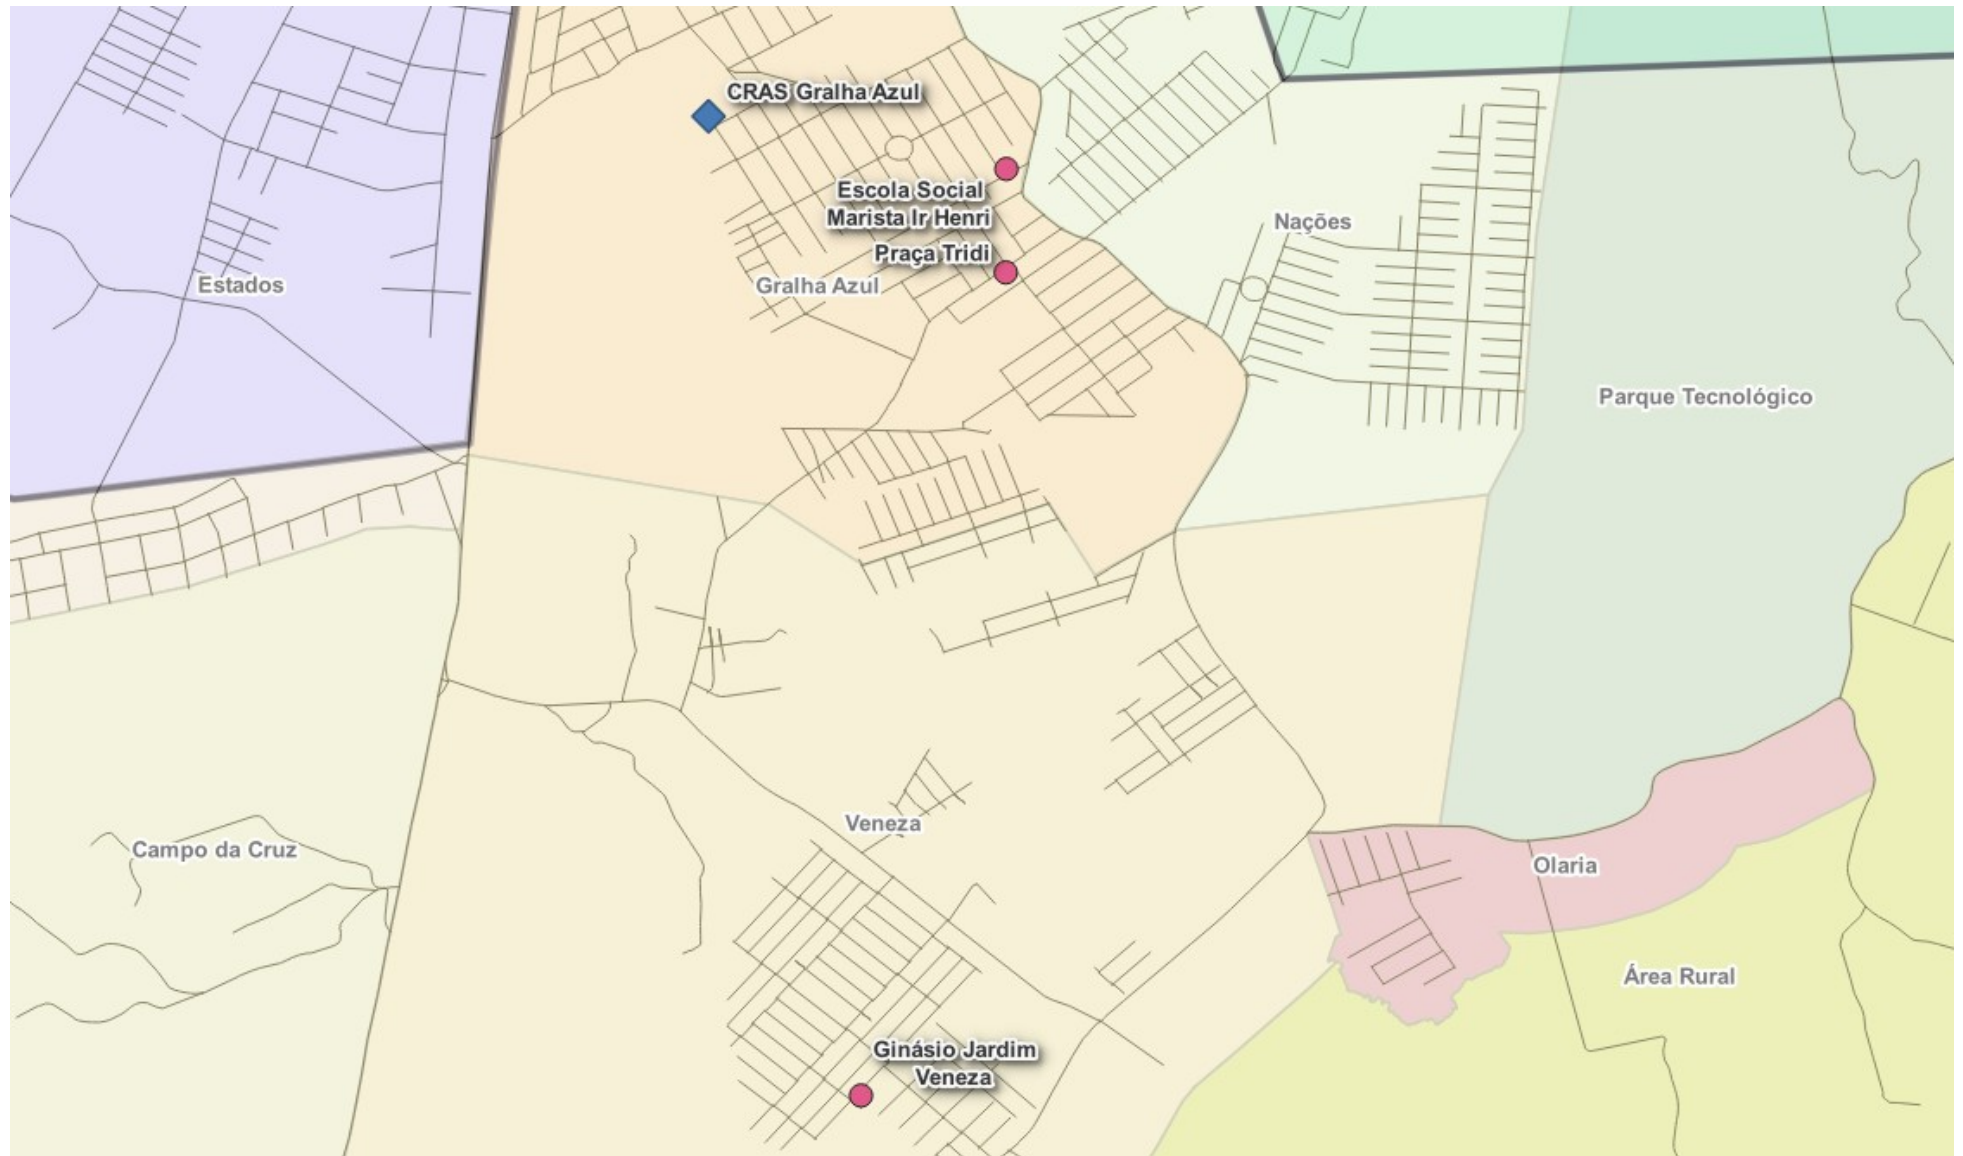 CRAS Gralha Azul
Escola Social
Marista Ir Henri
Praça Tridi
Nações
Estados
Gralha Azul
Parque Tecnológico
Veneza
Campo da Cruz
Olaria
Área Rural
Ginásio Jardim
Veneza